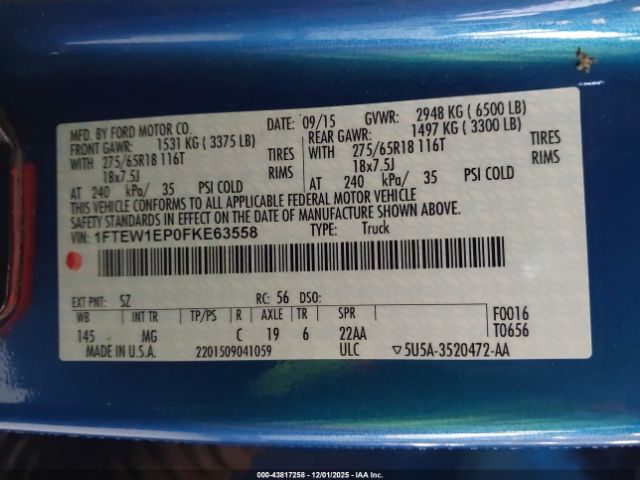 MFD. BY FORD MOTOR CO. DATE: 09/15 GVWR: 2948 KG ( 6500 LB)
FRONT GAWR: 1531 KG ( 3375 LB) REAR GAWR: 1497 KG ( 3300 LB)
WITH 275/65R18 116T TIRES WITH 275/65R18 116T TIRES
18x7.5J RIMS 18x7.5J RIMS
AT 240 kPa/ 35 PSI COLD AT 240 kPa/ 35 PSI COLD
THIS VEHICLE CONFORMS TO ALL APPLICABLE FEDERAL MOTOR VEHICLE
SAFETY STANDARDS IN EFFECT ON THE DATE OF MANUFACTURE SHOWN ABOVE.
VIN: 1FTEW1EP0FKE63558 TYPE: Truck
EXT PNT: SZ RC: 56 DSO:
WB INT TR TP/PS R AXLE TR SPR F0016
145 MG C 19 6 22AA T0656
MADE IN U.S.A. 2201509041059 ULC ▽5U5A-3520472-AA
000-43817258 - 12/01/2025 - IAA Inc.